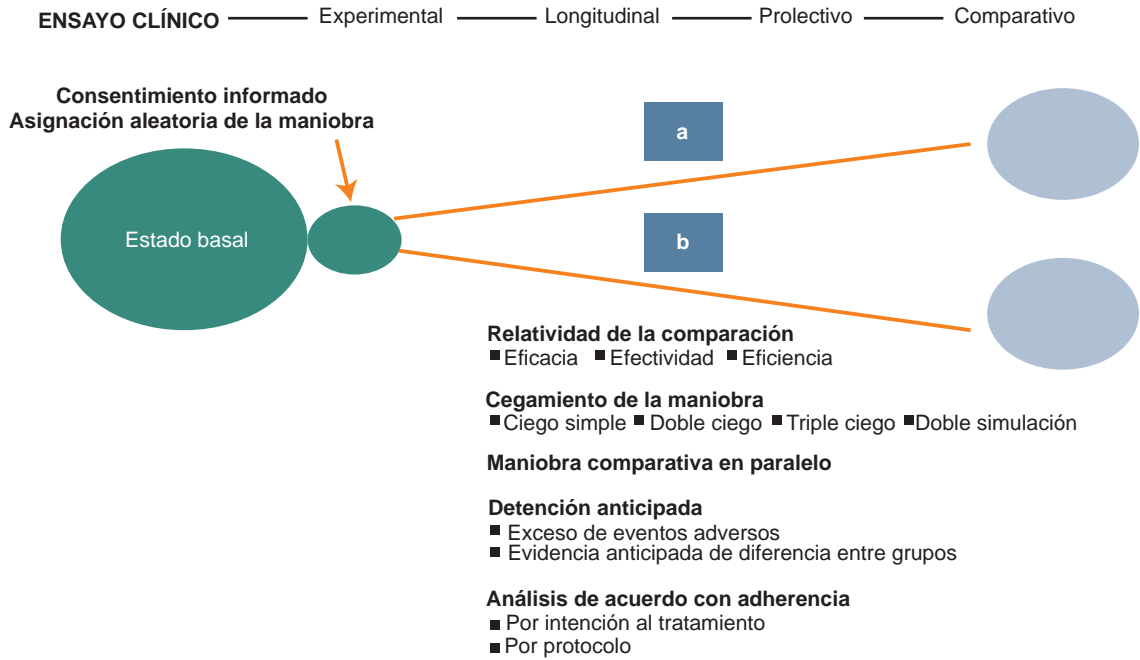 ENSAYO CLÍNICO Experimental Longitudinal Prolectivo Comparativo
Consentimiento informado
Asignación aleatoria de la maniobra
a
Estado basal
b
Relatividad de la comparación
▪Eficacia ▪Efectividad ▪Eficiencia
Cegamiento de la maniobra
▪Ciego simple ▪Doble ciego ▪Triple ciego ▪Doble simulación
Maniobra comparativa en paralelo
Detención anticipada
▪ Exceso de eventos adversos
▪ Evidencia anticipada de diferencia entre grupos
Análisis de acuerdo con adherencia
▪ Por intención al tratamiento
▪ Por protocolo